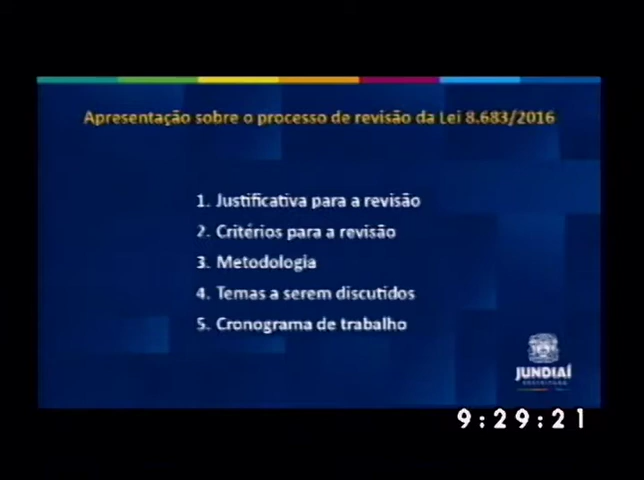 Apresentação sobre o processo de revisão da Lei 8.683/2016
1. Justificativa para a revisão
2. Critérios para a revisão
3. Metodologia
4. Temas a serem discutidos
5. Cronograma de trabalho
JUNDIAÍ
9:29:21